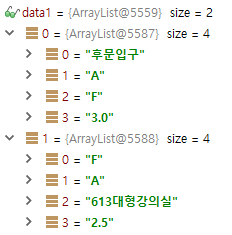 data1 = {ArrayList@5559} size = 2
0 = {ArrayList@5587} size = 4
0 = "후문입구"
1 = "A"
2 = "F"
3 = "3.0"
1 = {ArrayList@5588} size = 4
0 = "F"
1 = "A"
2 = "613대형강의실"
3 = "2.5"